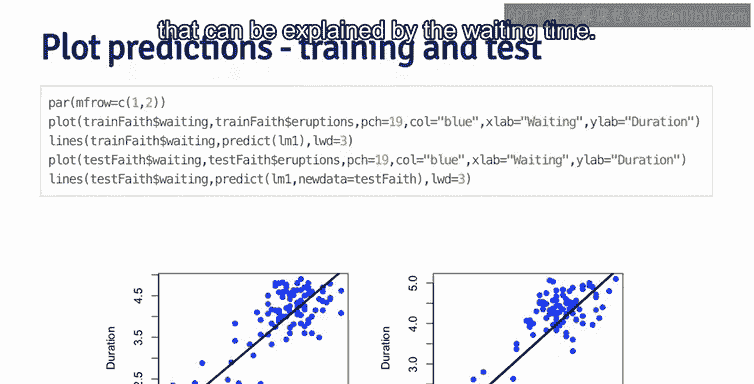 that can be explained by the waiting time.
Plot predictions - training and test
par(mfrow=c(1,2))
plot(trainFaith$waiting,trainFaith$eruptions,pch=19,col="blue",xlab="Waiting",ylab="Duration")
lines(trainFaith$waiting,predict(lm1),lwd=3)
plot(testFaith$waiting,testFaith$eruptions,pch=19,col="blue",xlab="Waiting",ylab="Duration")
lines(testFaith$waiting,predict(lm1,newdata=testFaith),lwd=3)
Duration
4.5
3.5
2.5
Duration
5.0
4.0
3.0